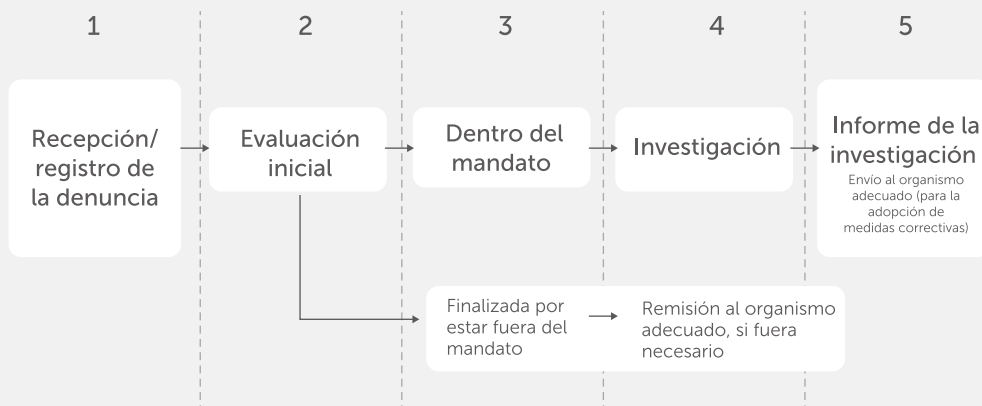 1
2
3
4
5
Recepción/
registro de
la denuncia
Evaluación
inicial
Dentro del
mandato
Investigación
Informe de la
investigación
Envío al organismo
adecuado (para la
adopción de
medidas correctivas)
Finalizada por
estar fuera del
mandato
Remisión al organismo
adecuado, si fuera
necesario